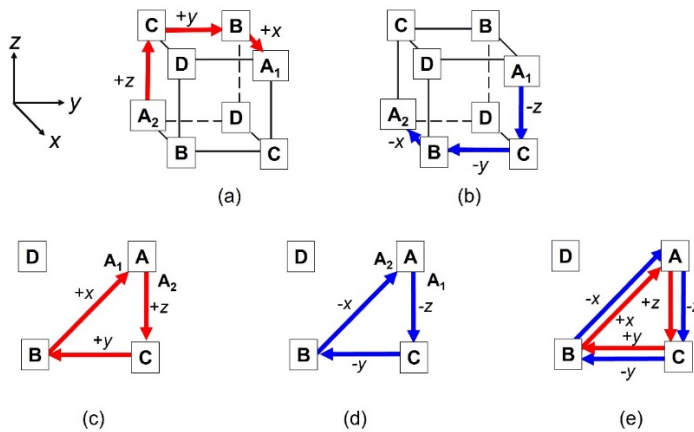 C +y B
+x
z
D A₁
+z
y
x
A₂ D
B C
(a)
C B
D A₁
-z
A₂ D
-x B C
-y
(b)
D A
A₁
A₂
+x +z
+y
B C
(c)
D A
A₂
A₁
-x -z
B C
-y
(d)
D A
-x +z -z
+x
+y
B C
-y
(e)